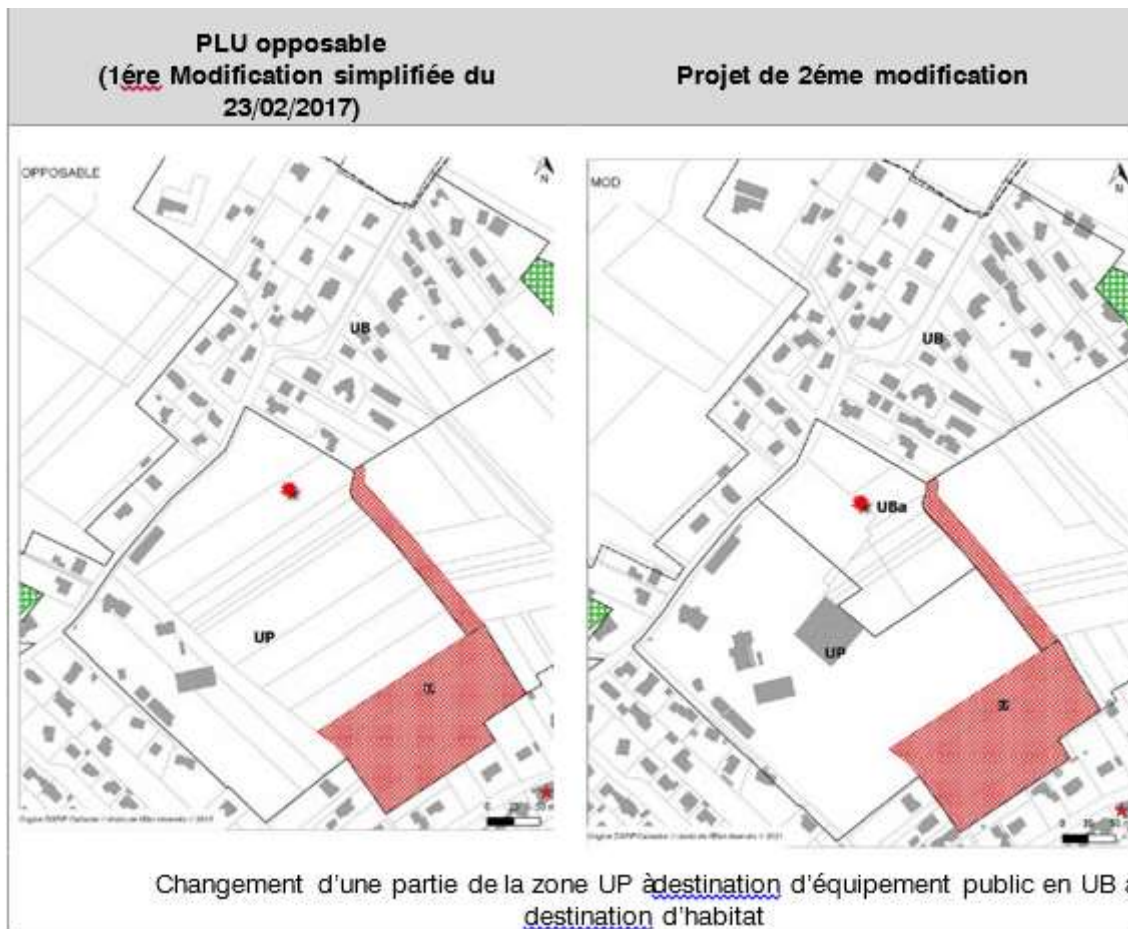 PLU opposable
(1ére Modification simplifiée du
23/02/2017)
Projet de 2éme modification
OPPOSABLE
N
UB
UP
MOD
N
UB
UBa
UP
Changement d'une partie de la zone UP àdestination d'équipement public en UB à
destination d'habitat